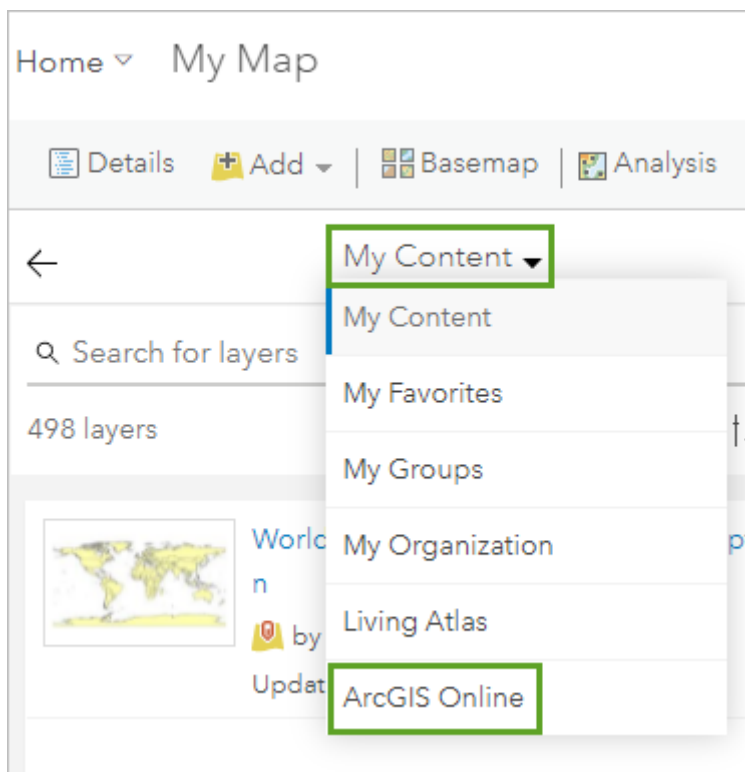 Home My Map
Details Add Basemap Analysis
My Content
My Content
Search for layers
My Favorites
498 layers
My Groups
My Organization
n
by
Living Atlas
ArcGIS Online